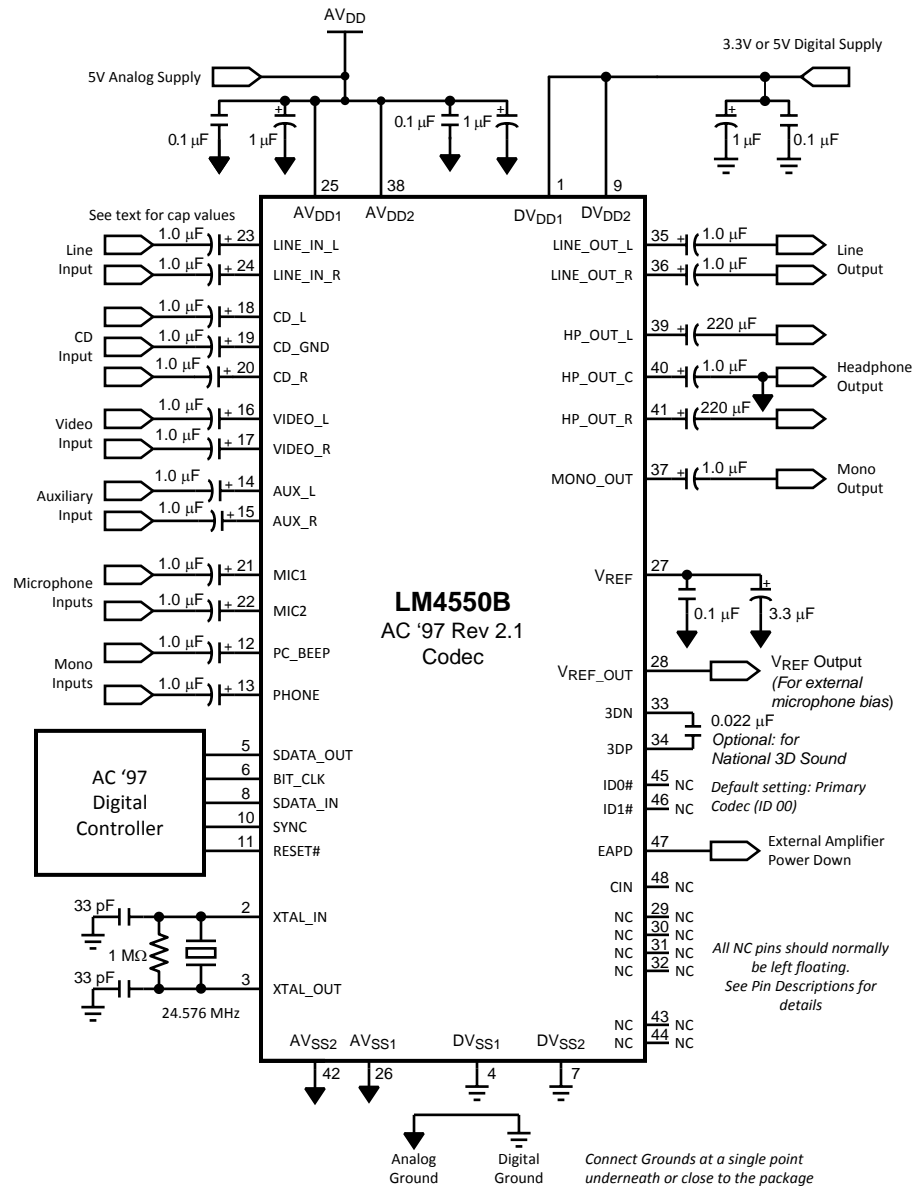 AVDD
5V Analog Supply
3.3V or 5V Digital Supply
0.1 µF
1 µF
0.1 µF
1 µF
1 µF
0.1 µF
25
38
1
9
AVDD1
AVDD2
DVDD1
DVDD2
See text for cap values
Line
Input
1.0 µF
+
23
LINE_IN_L
1.0 µF
+
24
LINE_IN_R
CD
Input
1.0 µF
+
18
CD_L
1.0 µF
+
19
CD_GND
1.0 µF
+
20
CD_R
Video
Input
1.0 µF
+
16
VIDEO_L
1.0 µF
+
17
VIDEO_R
Auxiliary
Input
1.0 µF
+
14
AUX_L
1.0 µF
+
15
AUX_R
Microphone
Inputs
1.0 µF
+
21
MIC1
1.0 µF
+
22
MIC2
Mono
Inputs
1.0 µF
+
12
PC_BEEP
1.0 µF
+
13
PHONE
AC ‘97
Digital
Controller
5
SDATA_OUT
6
BIT_CLK
8
SDATA_IN
10
SYNC
11
RESET#
33 pF
2
XTAL_IN
1 MΩ
33 pF
3
XTAL_OUT
24.576 MHz
LM4550B
AC ‘97 Rev 2.1
Codec
LINE_OUT_L
35
+
1.0 µF
LINE_OUT_R
36
+
1.0 µF
Line
Output
HP_OUT_L
39
+
220 µF
HP_OUT_C
40
+
1.0 µF
HP_OUT_R
41
+
220 µF
Headphone
Output
MONO_OUT
37
+
1.0 µF
Mono
Output
VREF
27
0.1 µF
+
3.3 µF
VREF_OUT
28
VREF Output
(For external
microphone bias)
3DN
33
3DP
34
0.022 µF
Optional: for
National 3D Sound
ID0#
45
NC
ID1#
46
NC
Default setting: Primary
Codec (ID 00)
EAPD
47
External Amplifier
Power Down
CIN
48
NC
NC
29
NC
NC
30
NC
NC
31
NC
NC
32
NC
All NC pins should normally
be left floating.
See Pin Descriptions for
details
NC
43
NC
NC
44
NC
AVSS2
AVSS1
DVSS1
DVSS2
42
26
4
7
Analog
Ground
Digital
Ground
Connect Grounds at a single point
underneath or close to the package